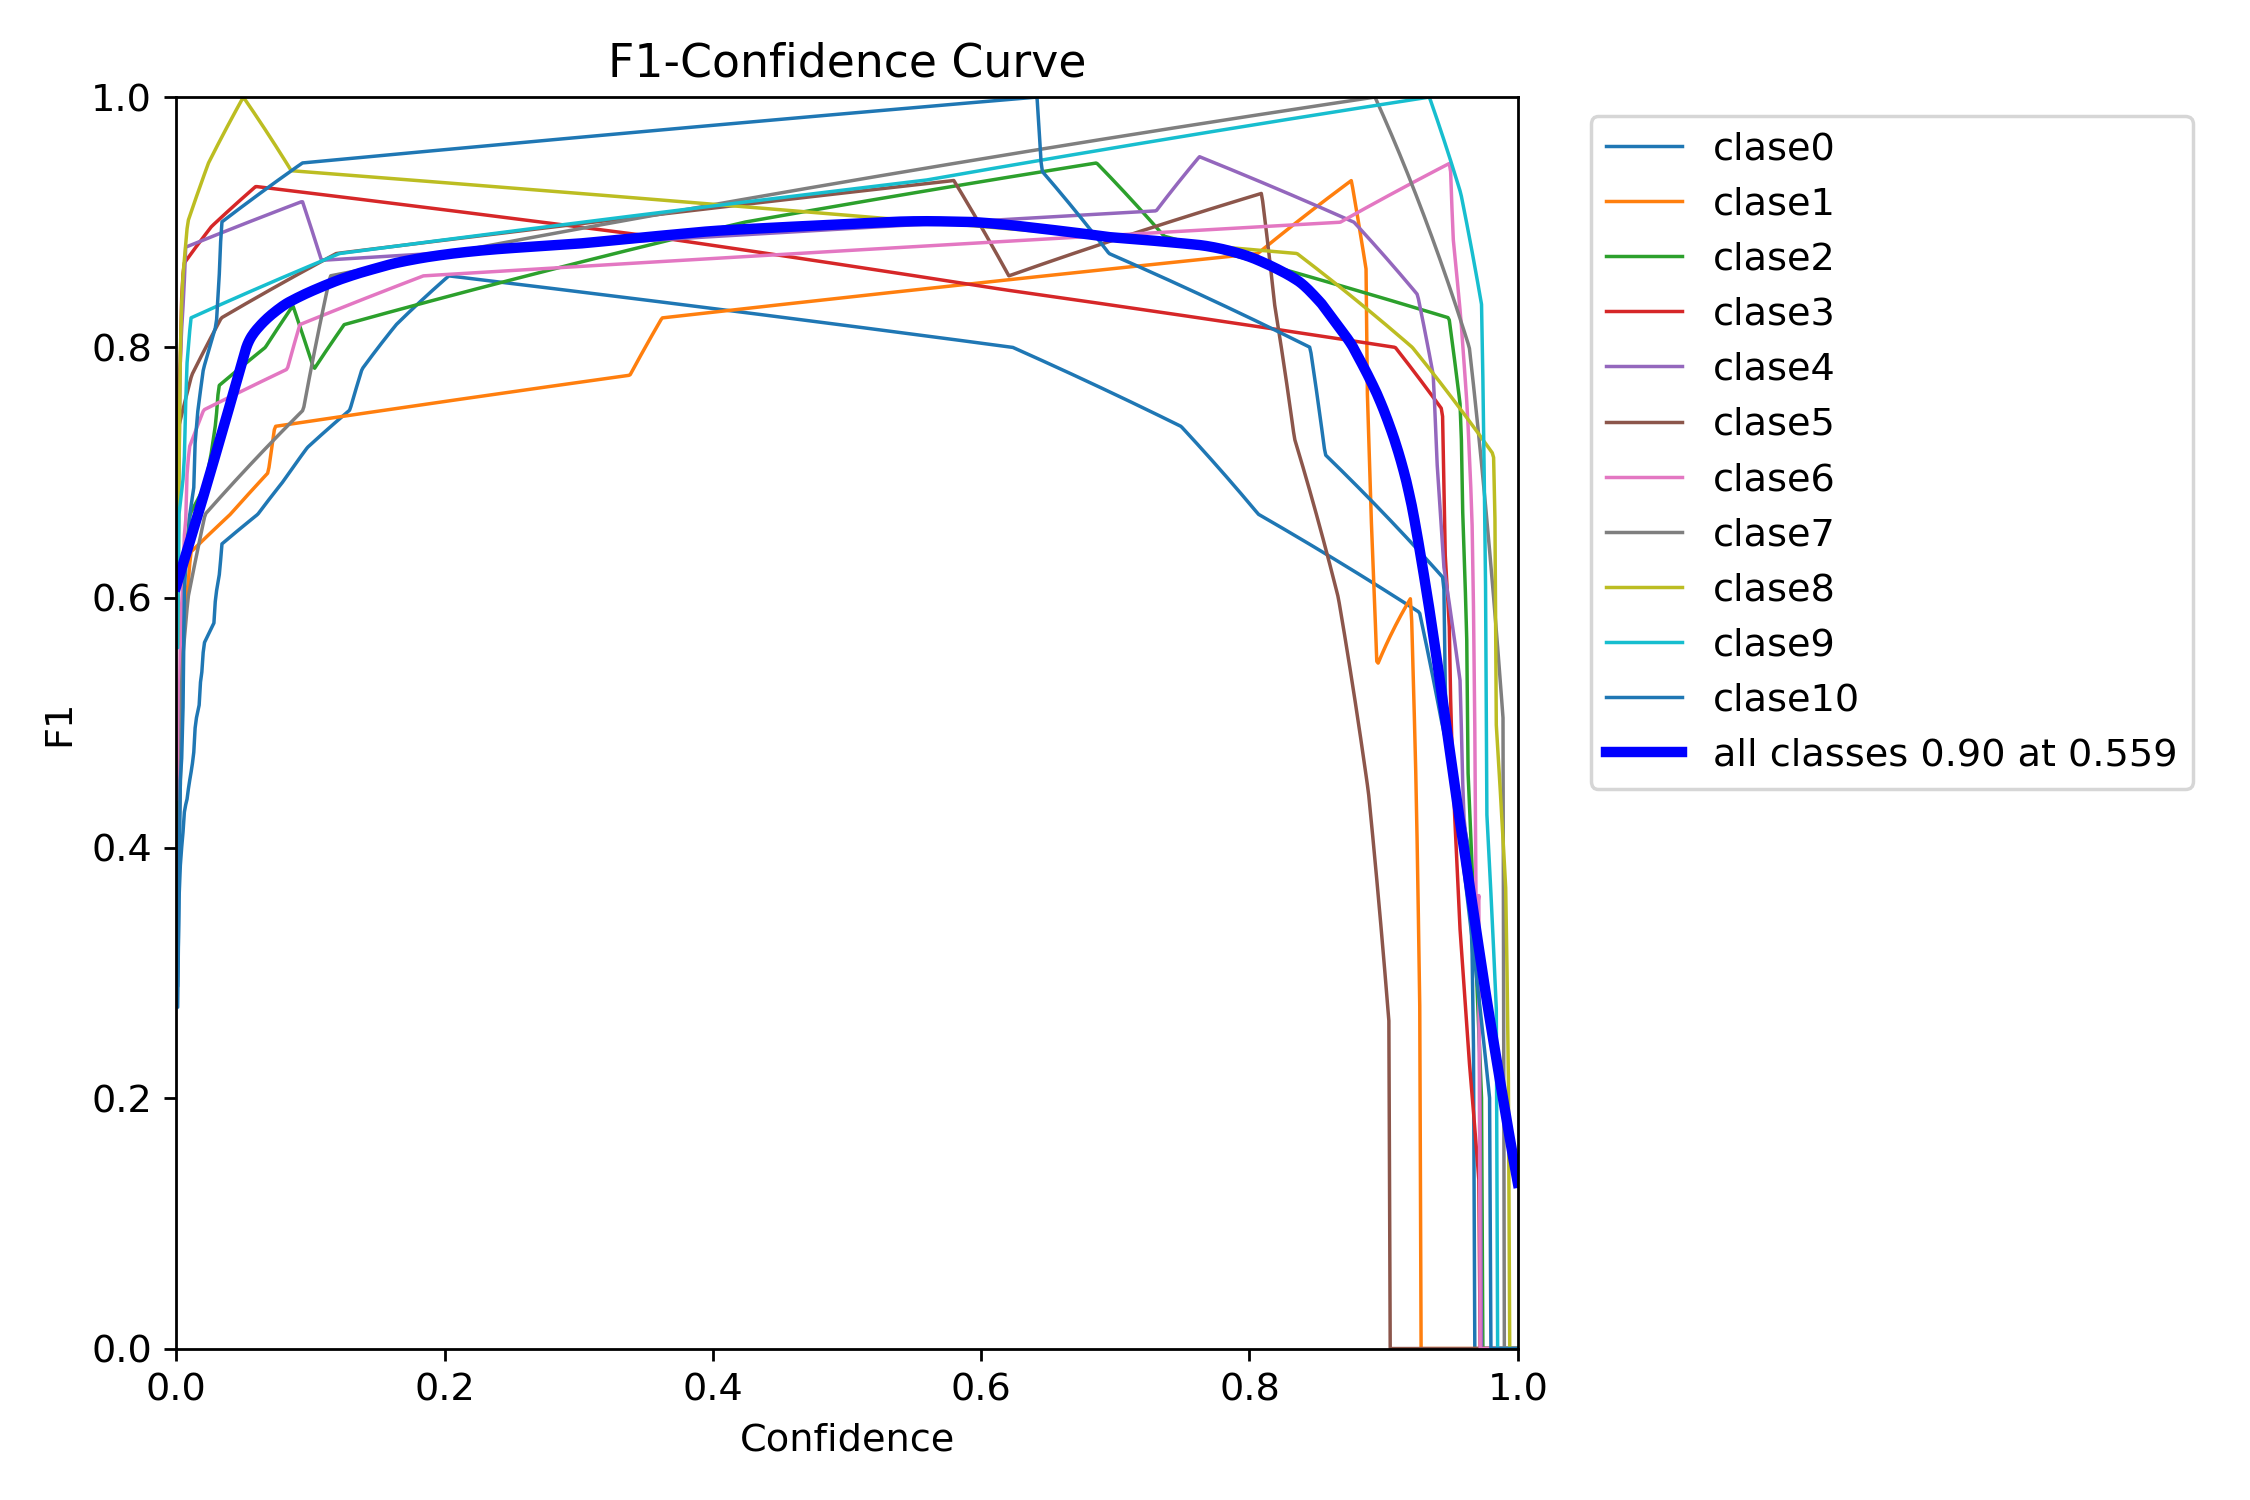 F1-Confidence Curve
1.0
0.8
0.6
0.4
0.2
0.0
F1
0.0 0.2 0.4 0.6 0.8 1.0
Confidence
clase0
clase1
clase2
clase3
clase4
clase5
clase6
clase7
clase8
clase9
clase10
all classes 0.90 at 0.559